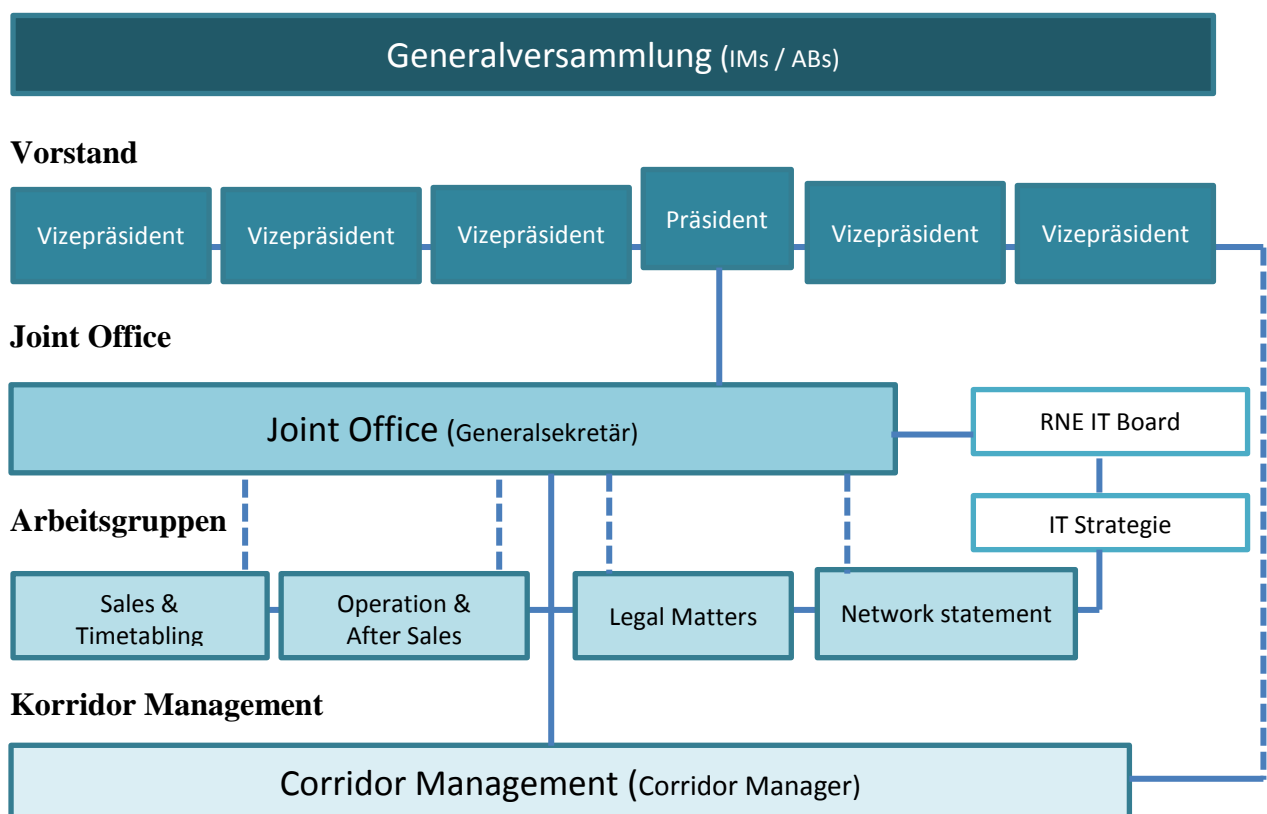 Generalversammlung (IMs / ABs)
Vorstand
Vizepräsident
Vizepräsident
Vizepräsident
Präsident
Vizepräsident
Vizepräsident
Joint Office
Joint Office (Generalsekretär)
RNE IT Board
IT Strategie
Arbeitsgruppen
Sales &
Timetabling
Operation &
After Sales
Legal Matters
Network statement
Korridor Management
Corridor Management (Corridor Manager)